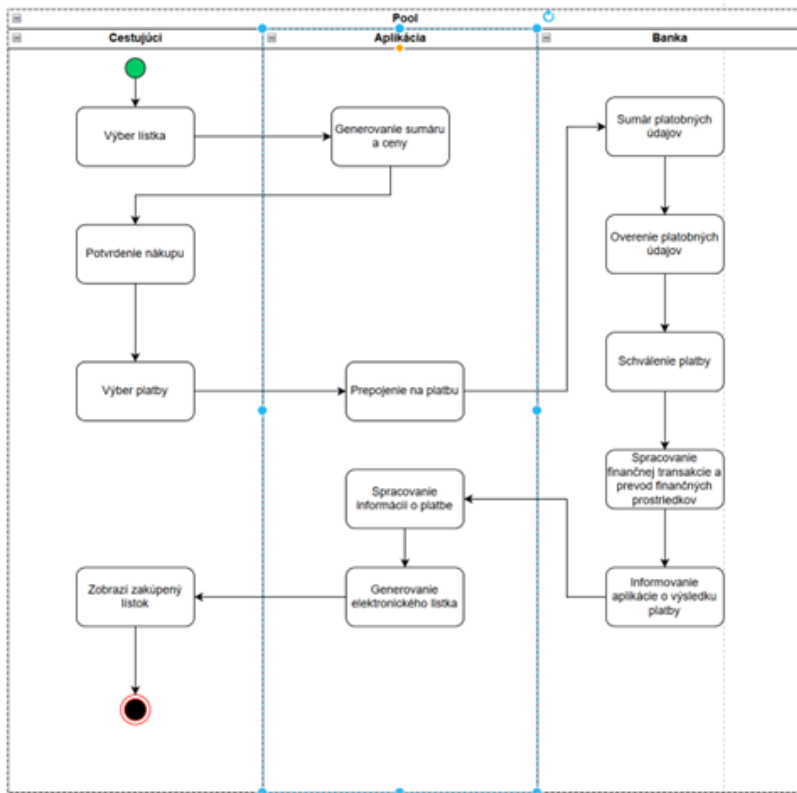 Pool
Cestujúci
Aplikácia
Banka
Výber lístka
Generovanie sumáru
a ceny
Sumár platobných
údajov
Potvrdenie nákupu
Overenie platobných
údajov
Výber platby
Prepojenie na platbu
Schválenie platby
Spracovanie
informácií o platbe
Spracovanie
finančnej transakcie a
prevod finančných
prostriedkov
Zobrazí zakúpený
lístok
Generovanie
elektronického lístka
Informovanie
aplikácie o výsledku
platby